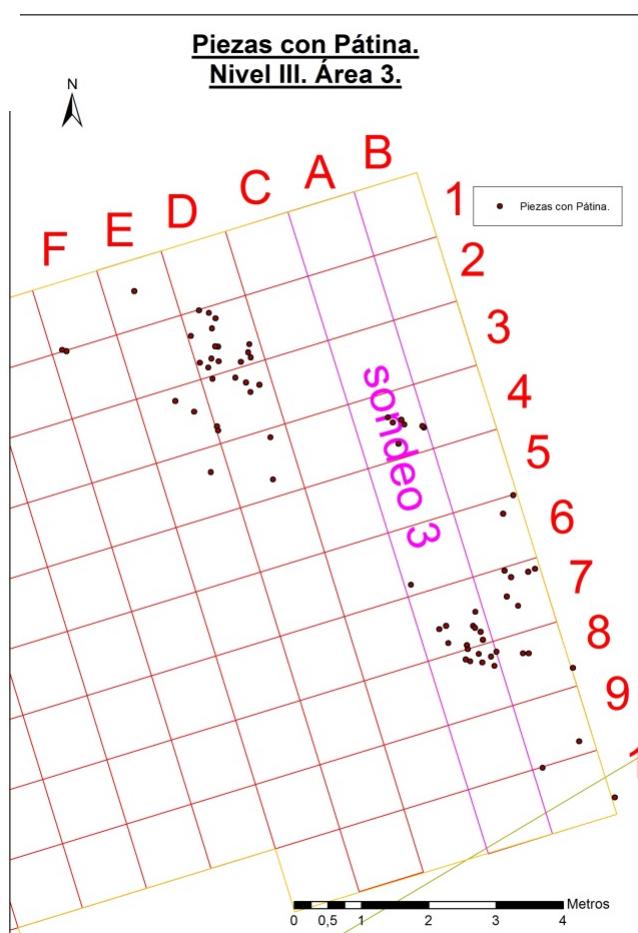 Piezas con Pátina.
Nivel III. Área 3.
N
F E D C A B
1
2
3
4
5
6
7
8
9
1
Piezas con Pátina.
sondeo 3
Metros
0 0,5 1 2 3 4